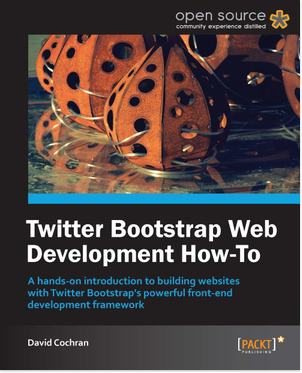 open source
community experience distilled
Twitter Bootstrap Web
Development How-To
A hands-on introduction to building websites
with Twitter Bootstrap's powerful front-end
development framework
David Cochran
[PACKT]
PUBLISHING